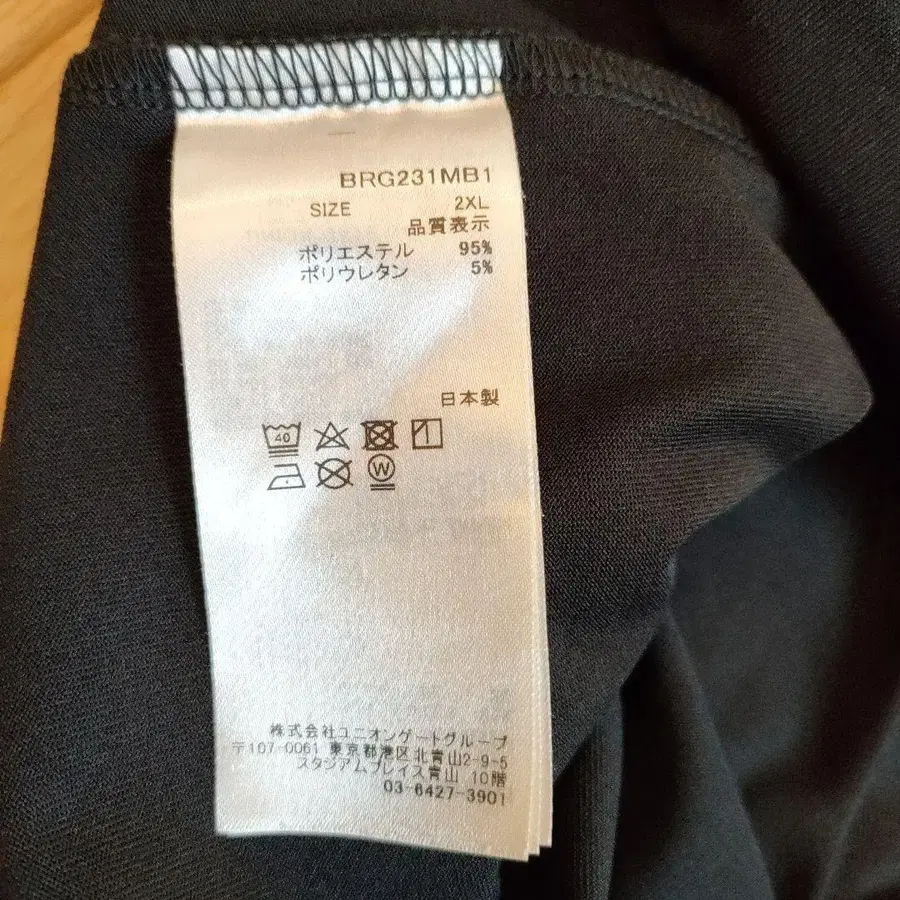 BRG231MB1
SIZE 2XL
品質表示
ポリエステル 95%
ポリウレタン 5%
日本製
40
W
株式会社ユニオンゲートグループ
〒107-0061 東京都港区北青山2-9-5
スタジアムプレイス青山 10階
03-6427-3901